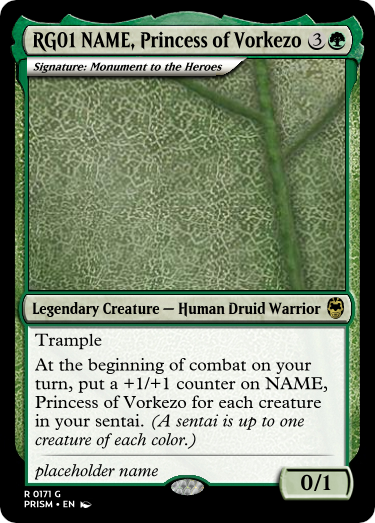 RG01 NAME, Princess of Vorkezo 3
Signature: Monument to the Heroes
Legendary Creature — Human Druid Warrior
Trample
At the beginning of combat on your
turn, put a +1/+1 counter on NAME,
Princess of Vorkezo for each creature
in your sentai. (A sentai is up to one
creature of each color.)
placeholder name
0/1
R 0171 G
PRISM • EN